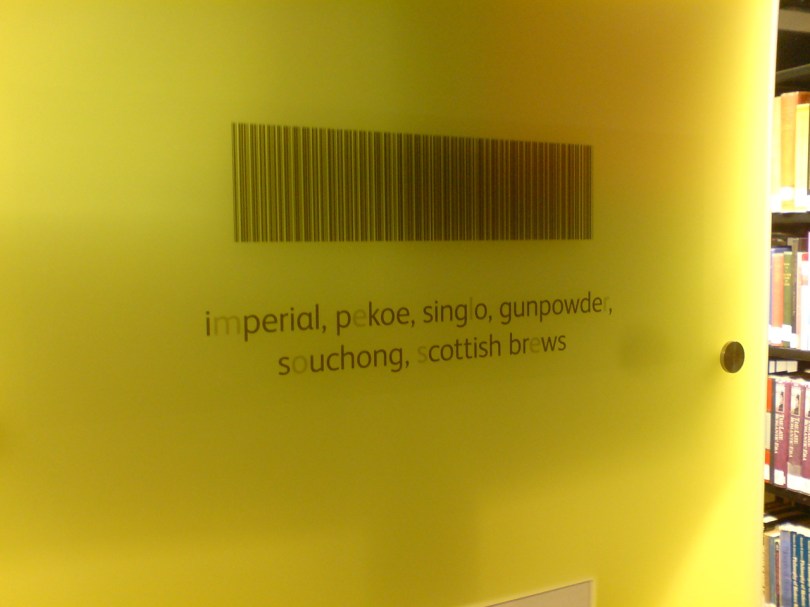 imperial, pekoe, singlo, gunpowder,
souchong, scottish brews